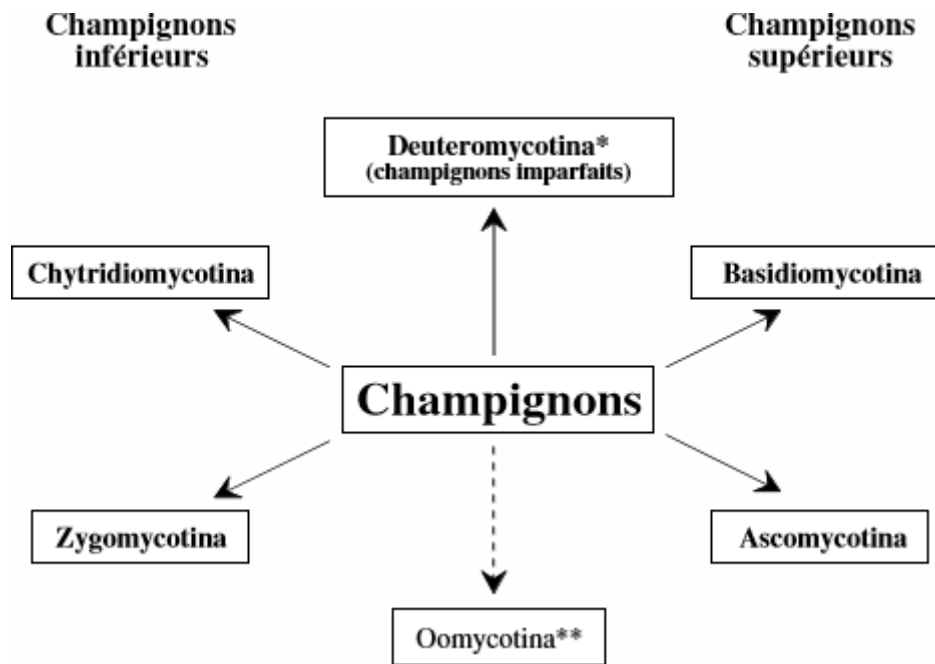 Champignons
inférieurs
Champignons
supérieurs
Deuteromycotina*
(champignons imparfaits)
Chytridiomycotina
Basidiomycotina
Champignons
Zygomycotina
Ascomycotina
Oomycotina**